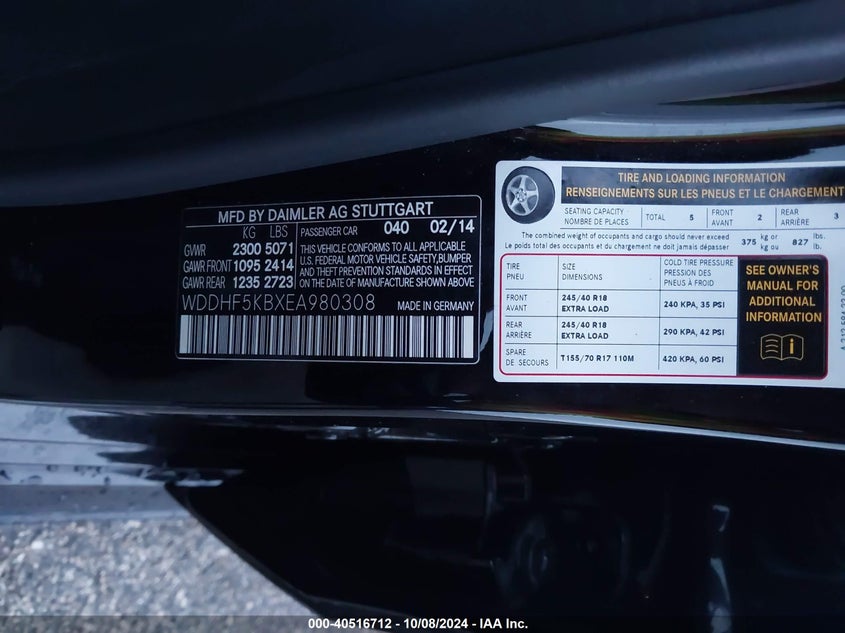 MFD BY DAIMLER AG STUTTGART
KG LBS PASSENGER CAR 040 02/14
GVWR 2300 5071
GAWR FRONT 1095 2414
GAWR REAR 1235 2723
THIS VEHICLE CONFORMS TO ALL APPLICABLE
U.S. FEDERAL MOTOR VEHICLE SAFETY,BUMPER
AND THEFT PREVENTION STANDARDS IN EFFECT
ON THE DATE OF MANUFACTURE SHOWN ABOVE
WDDHF5KBXEA980308 MADE IN GERMANY
TIRE AND LOADING INFORMATION
RENSEIGNEMENTS SUR LES PNEUS ET LE CHARGEMENT
SEATING CAPACITY
NOMBRE DE PLACES
TOTAL 5
FRONT
AVANT
2
REAR
ARRIÈRE
3
The combined weight of occupants and cargo should never exceed
Le poids total des occupants et du chargement ne doit jamais dépasser
375 kg or
kg ou
827 lbs.
lb.
TIRE
PNEU
SIZE
DIMENSIONS
COLD TIRE PRESSURE
PRESSION DES
PNEUS À FROID
FRONT
AVANT
245/40 R18
EXTRA LOAD
240 KPA, 35 PSI
REAR
ARRIÈRE
245/40 R18
EXTRA LOAD
290 KPA, 42 PSI
SPARE
DE SECOURS
T155/70 R17 110M
420 KPA, 60 PSI
SEE OWNER'S
MANUAL FOR
ADDITIONAL
INFORMATION
000-40516712 - 10/08/2024 - IAA Inc.